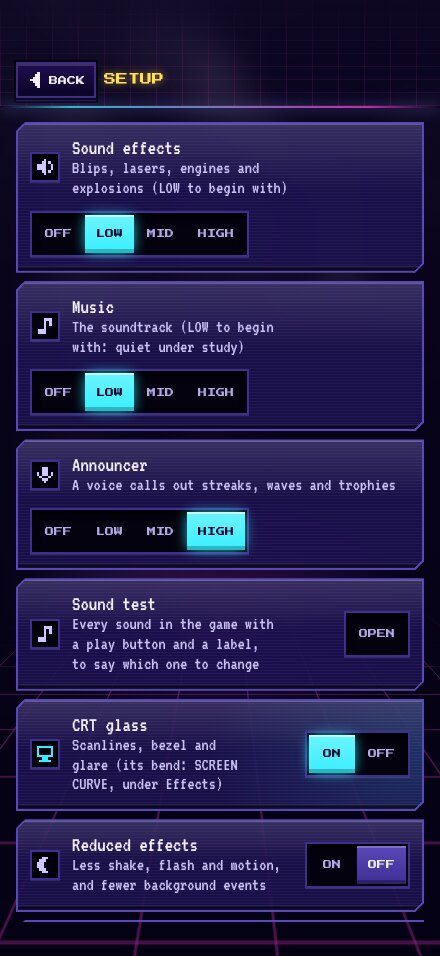 BACK
SETUP
Sound effects
Blips, lasers, engines and
explosions (LOW to begin with)
OFF LOW MID HIGH
Music
The soundtrack (LOW to begin
with: quiet under study)
OFF LOW MID HIGH
Announcer
A voice calls out streaks, waves and trophies
OFF LOW MID HIGH
Sound test
Every sound in the game with
a play button and a label,
to say which one to change
OPEN
CRT glass
Scanlines, bezel and
glare (its bend: SCREEN
CURVE, under Effects)
ON OFF
Reduced effects
Less shake, flash and motion,
and fewer background events
ON OFF